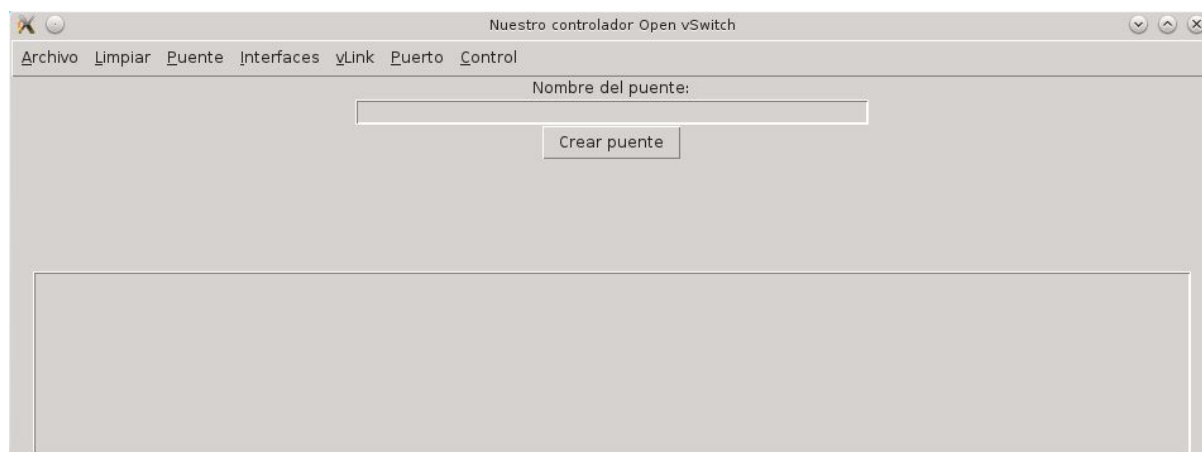 Nuestro controlador Open vSwitch
Archivo Limpiar Puente Interfaces vLink Puerto Control
Nombre del puente:
Crear puente